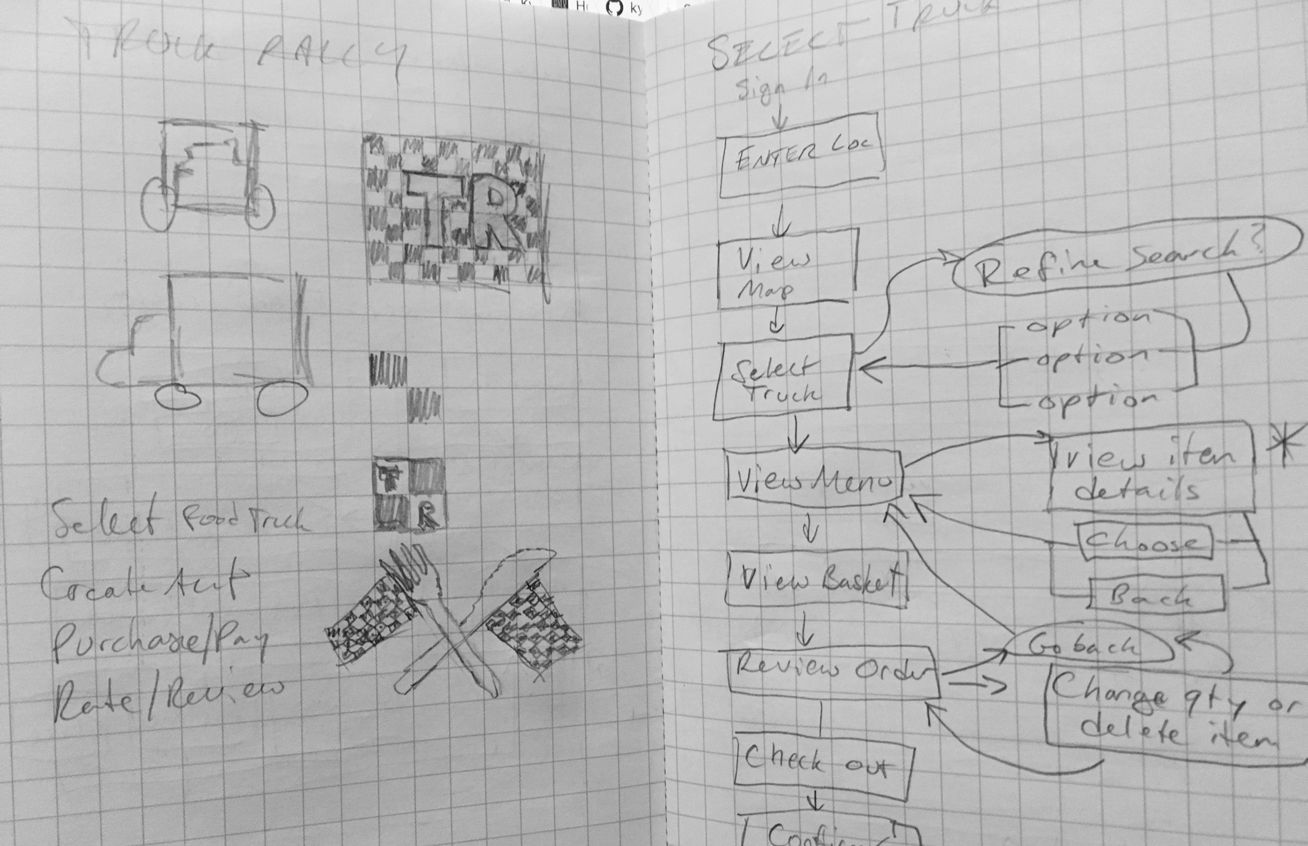 Hi
ky
TRUCK RALLY
TR
T
R
Select Food Truck
Create Acct
Purchase/Pay
Rate/Review
SELECT TRUCK
Sign In
ENTER Loc
View
Map
Select
Truck
Refine Search?
option
option
option
View Menu
view item
details
*
Choose
Back
View Basket
Review Order
Go back
Change qty or
delete item
Check out